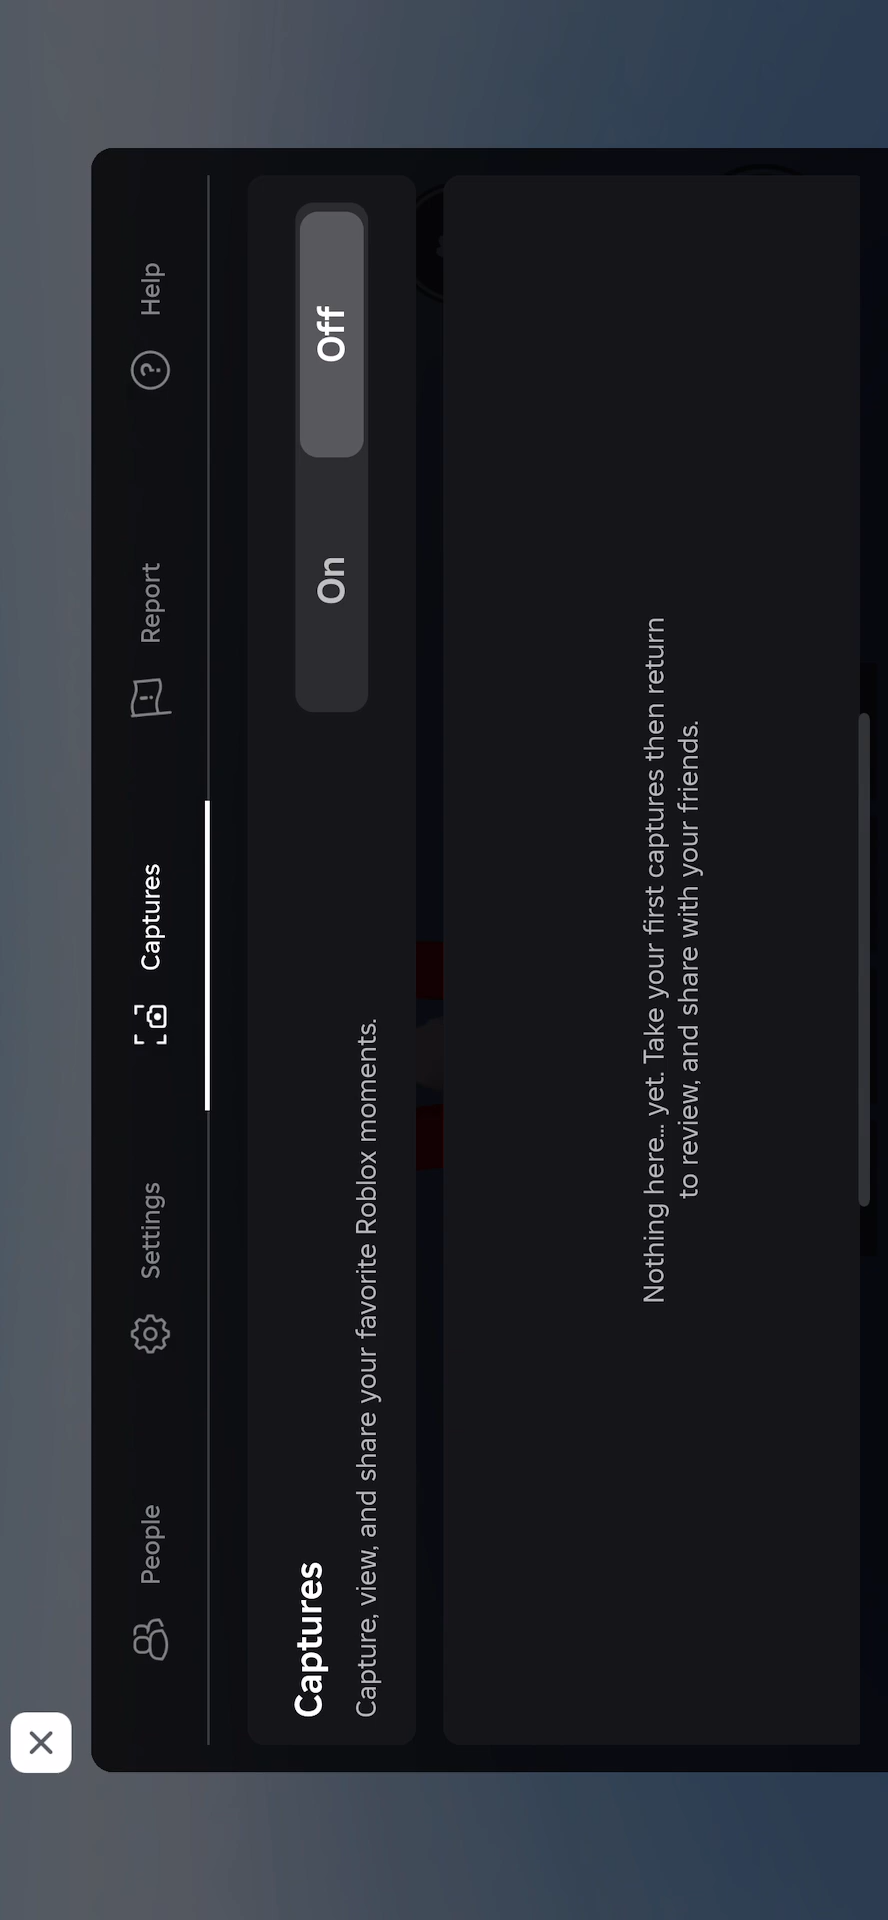 People
Settings
Captures
Report
Help
Captures
Capture, view, and share your favorite Roblox moments.
On
Off
Nothing here... yet. Take your first captures then return
to review, and share with your friends.